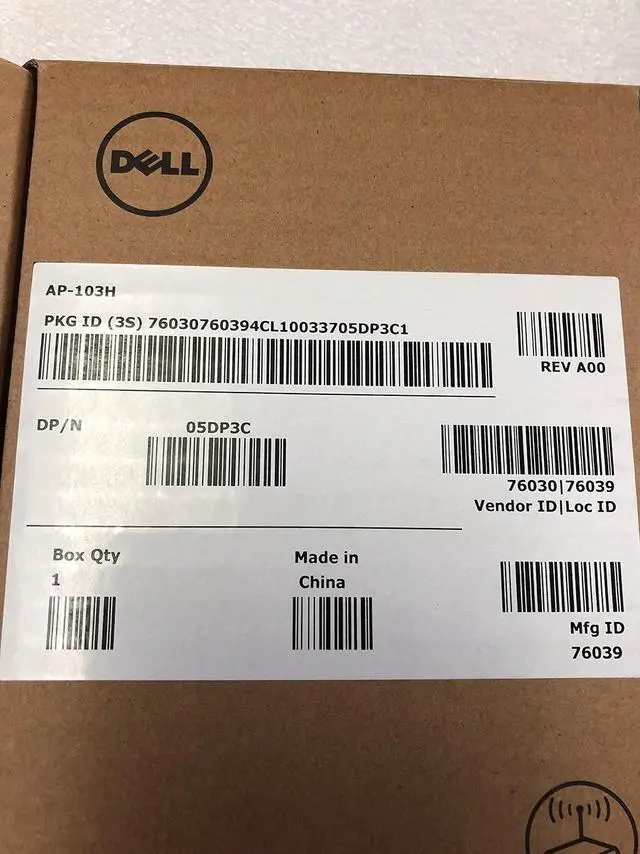 DELL
AP-103H
PKG ID (3S) 76030760394CL10033705DP3C1
REV A00
DP/N 05DP3C
76030|76039
Vendor ID|Loc ID
Box Qty
1
Made in
China
Mfg ID
76039